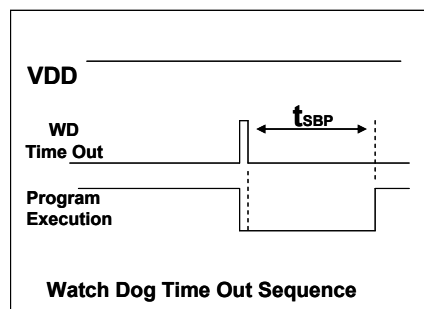 VDD
tSBP
WD
Time Out
Program
Execution
Watch Dog Time Out Sequence